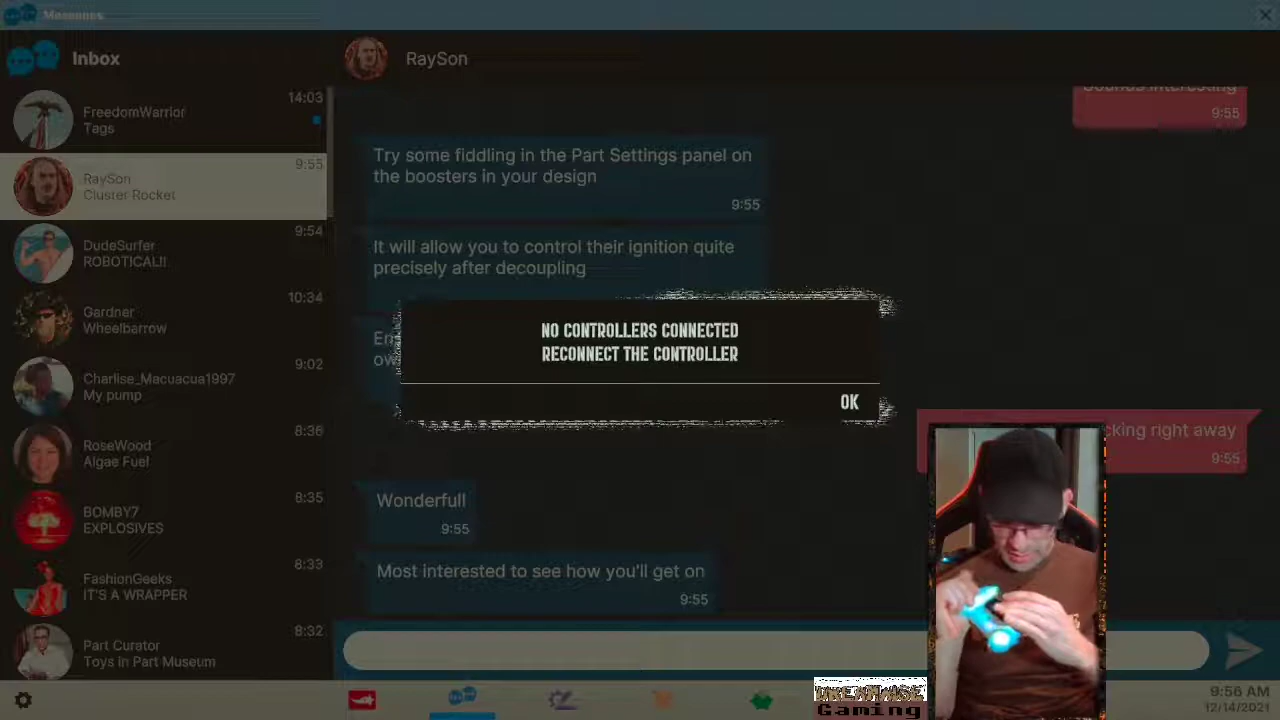 Messages
Inbox
RaySon
14:03
FreedomWarrior
Tags
9:55
RaySon
Cluster Rocket
9:54
DudeSurfer
ROBOTICAL!!
10:34
Gardner
Wheelbarrow
9:02
Charlise_Macuacua1997
My pump
8:36
RoseWood
Algae Fuel
8:35
BOMBY7
EXPLOSIVES
8:33
FashionGeeks
IT'S A WRAPPER
8:32
Part Curator
Toys in Part Museum
Sounds interesting
9:55
Try some fiddling in the Part Settings panel on
the boosters in your design
9:55
It will allow you to control their ignition quite
precisely after decoupling
NO CONTROLLERS CONNECTED
RECONNECT THE CONTROLLER
OK
cking right away
9:55
Wonderfull
9:55
Most interested to see how you'll get on
9:55
Gaming
9:56 AM
12/14/2021